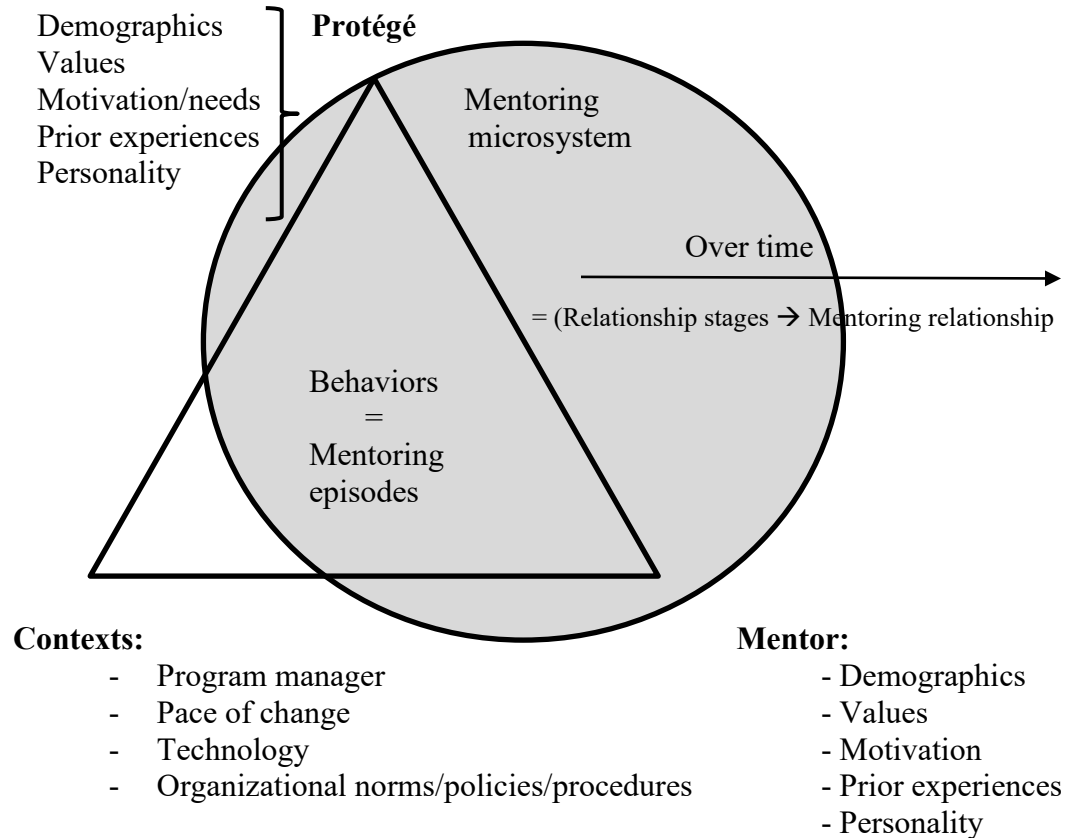 Demographics
Values
Motivation/needs
Prior experiences
Personality
Protégé
Mentoring
microsystem
Over time
= (Relationship stages → Mentoring relationship
Behaviors
=
Mentoring
episodes
Contexts:
- Program manager
- Pace of change
- Technology
- Organizational norms/policies/procedures
Mentor:
- Demographics
- Values
- Motivation
- Prior experiences
- Personality